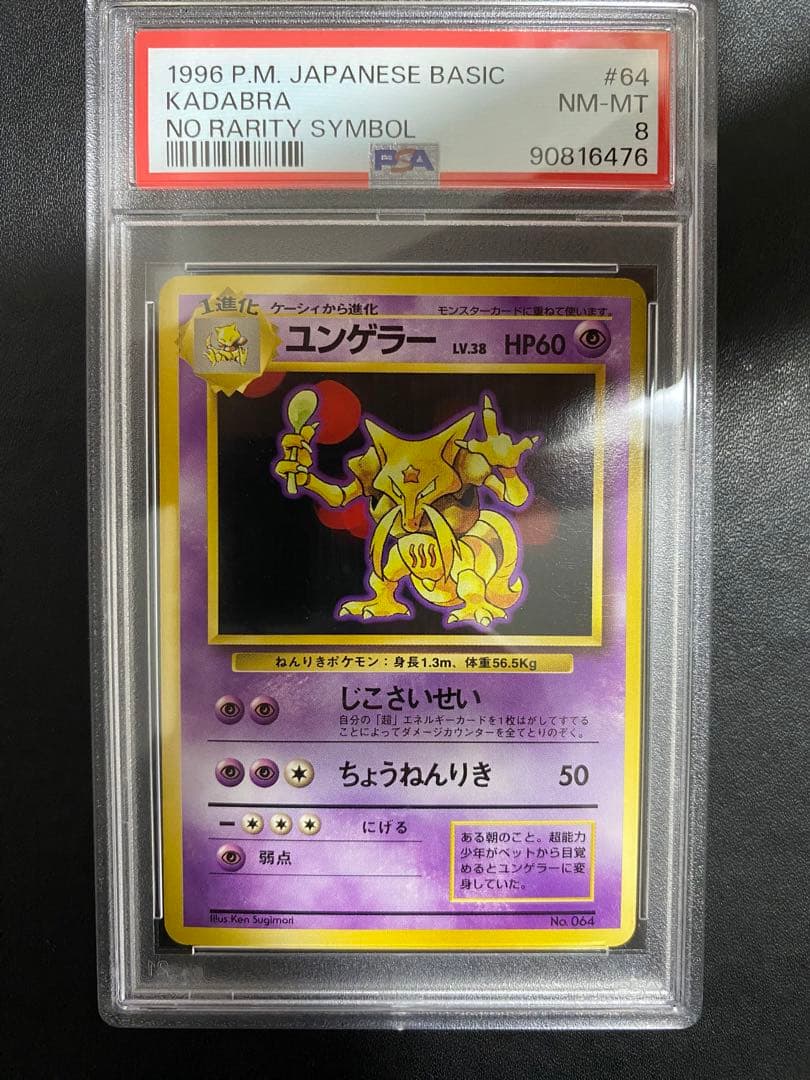 1996 P.M. JAPANESE BASIC #64
KADABRA NM-MT
NO RARITY SYMBOL 8
PSA 90816476
1進化 ケーシィから進化 モンスターカードに重ねて使います。
ユンゲラー LV.38 HP60
ねんりきポケモン：身長1.3m、体重56.5Kg
じこさいせい
自分の「超」エネルギーカードを1枚はがしてすてる
ことによってダメージカウンターを全てとりのぞく。
ちょうねんりき 50
ー にげる
弱点
ある朝のこと。超能力
少年がベットから目覚
めるとユンゲラーに変
身していた。
Illus.Ken Sugimori No. 064